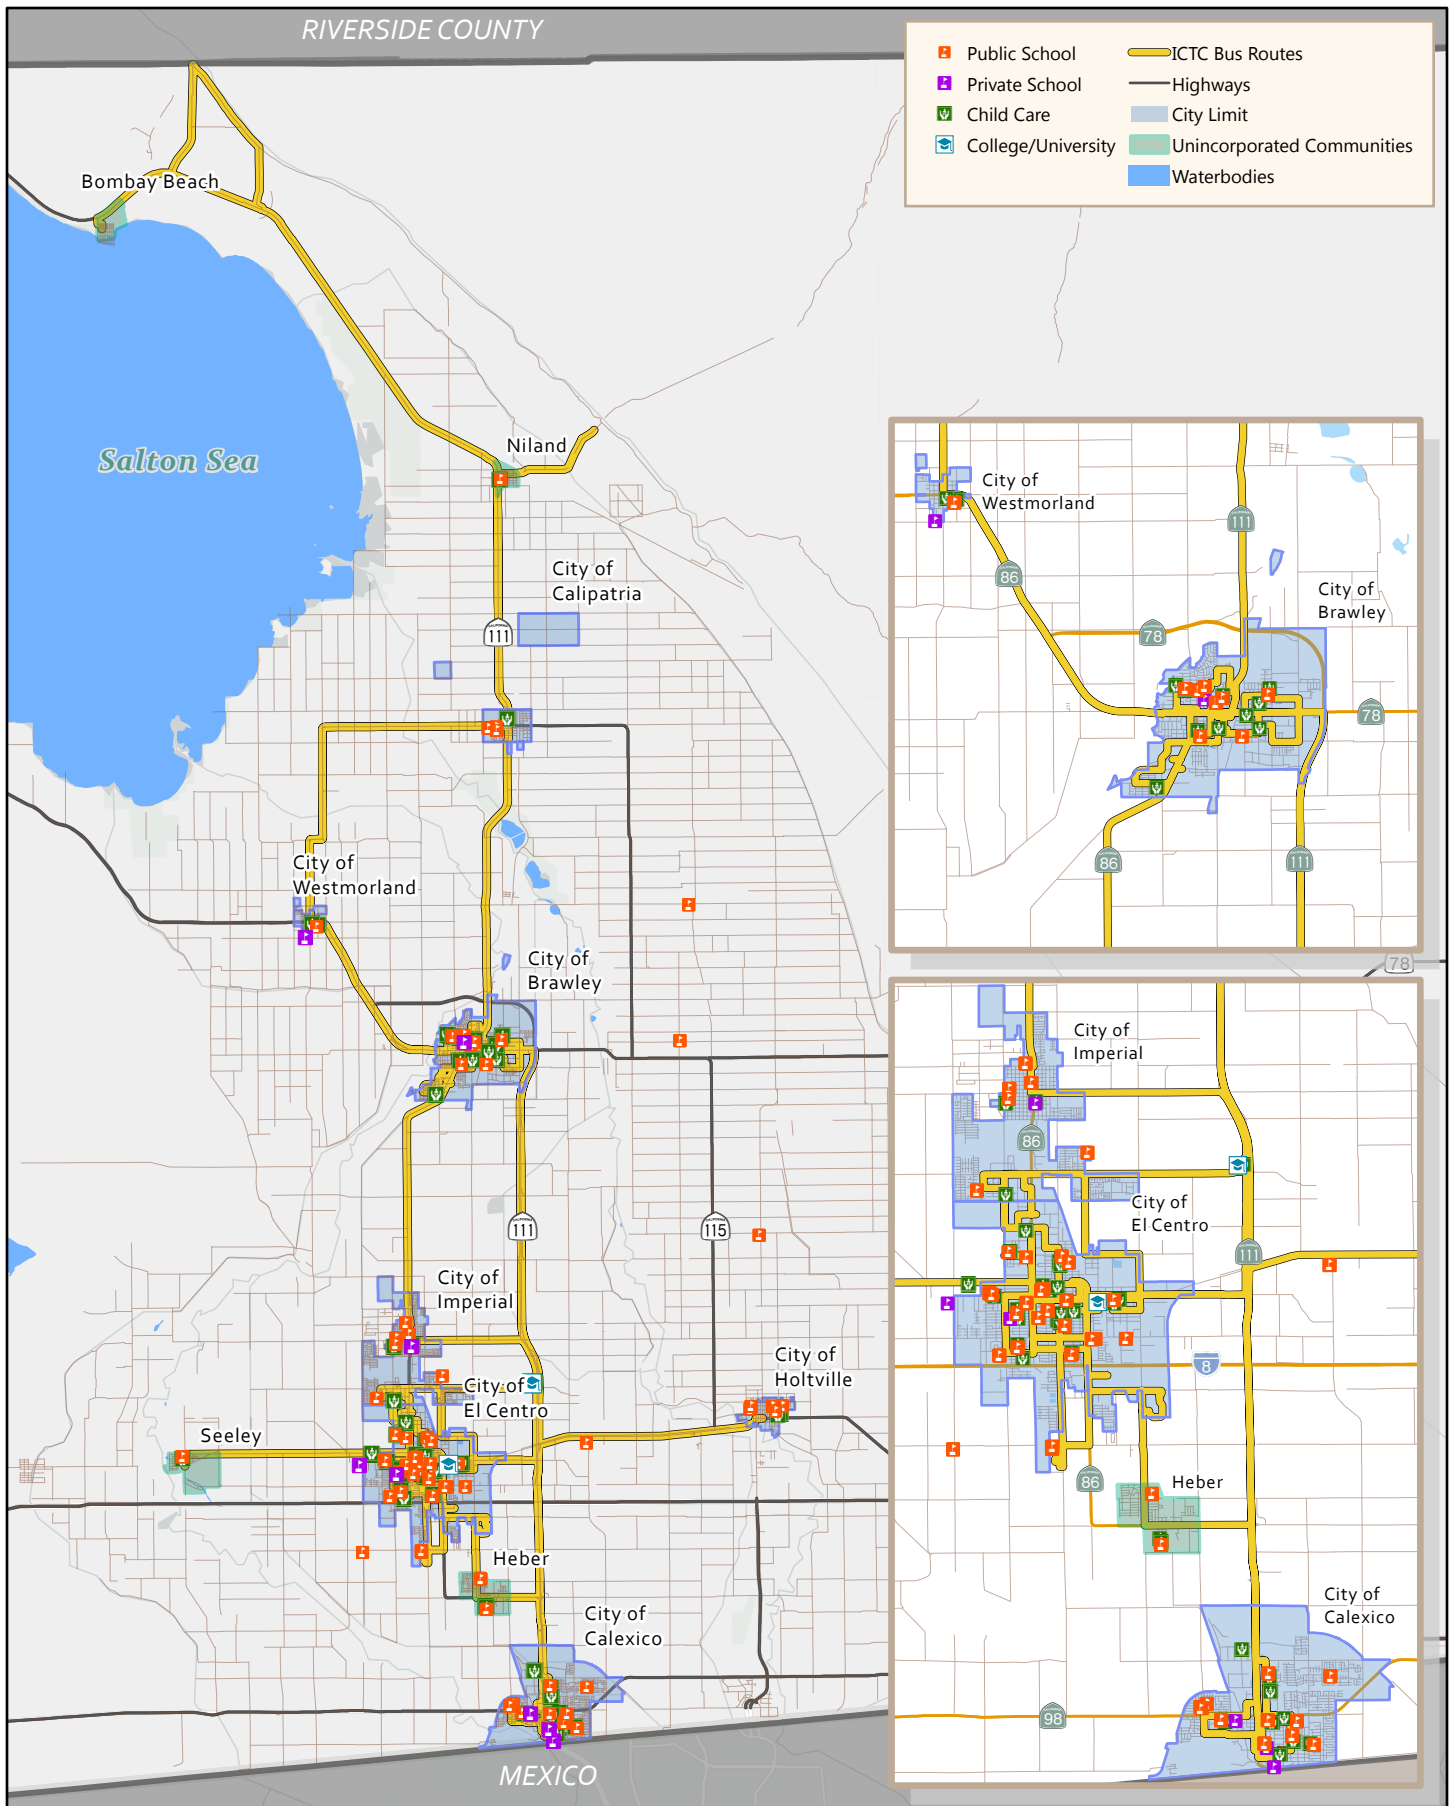 RIVERSIDE COUNTY
Public School
Private School
Child Care
College/University
ICTC Bus Routes
Highways
City Limit
Unincorporated Communities
Waterbodies
Bombay Beach
Salton Sea
Niland
City of
Calipatria
111
City of
Westmorland
City of
Brawley
78
111
115
City of
Imperial
City of
El Centro
City of
Holtville
Seeley
Heber
City of
Calexico
MEXICO
City of
Westmorland
111
86
City of
Brawley
78
78
86
111
City of
Imperial
86
City of
El Centro
111
8
86
Heber
City of
Calexico
98